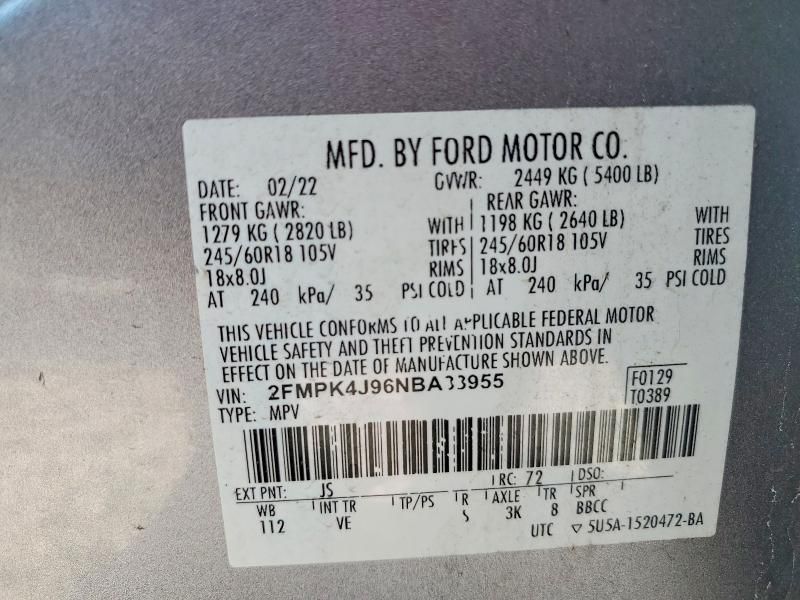 MFD. BY FORD MOTOR CO.
DATE: 02/22 GVWR: 2449 KG ( 5400 LB)
FRONT GAWR: REAR GAWR:
1279 KG ( 2820 LB) WITH 1198 KG ( 2640 LB) WITH
245/60R18 105V TIRES 245/60R18 105V TIRES
18x8.0J RIMS 18x8.0J RIMS
AT 240 kPa/ 35 PSI COLD AT 240 kPa/ 35 PSI COLD
THIS VEHICLE CONFORMS TO ALL APPLICABLE FEDERAL MOTOR
VEHICLE SAFETY AND THEFT PREVENTION STANDARDS IN
EFFECT ON THE DATE OF MANUFACTURE SHOWN ABOVE.
VIN: 2FMPK4J96NBA33955 F0129
TYPE: MPV T0389
EXT PNT: JS RC: 72 DSO:
WB INT TR TP/PS R AXLE TR SPR
112 VE S 3K 8 BBCC
UTC ▽ 5U5A-1520472-BA